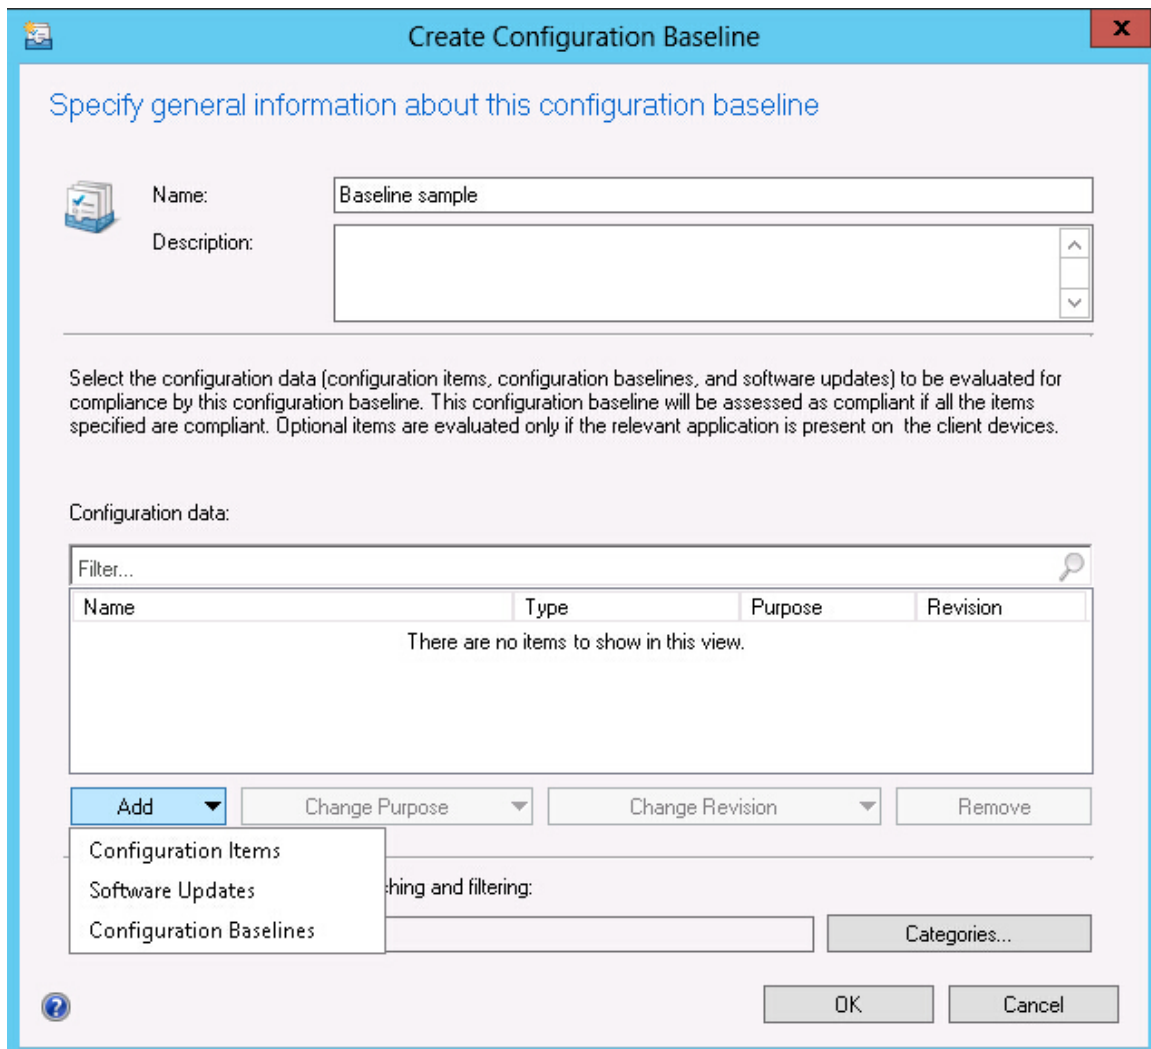 Create Configuration Baseline
x
Specify general information about this configuration baseline
Name:
Baseline sample
Description:
Select the configuration data (configuration items, configuration baselines, and software updates) to be evaluated for
compliance by this configuration baseline. This configuration baseline will be assessed as compliant if all the items
specified are compliant. Optional items are evaluated only if the relevant application is present on  the client devices.
Configuration data:
Filter...
Name Type Purpose Revision
There are no items to show in this view.
Add Change Purpose Change Revision Remove
Configuration Items
Software Updates
Configuration Baselines
and filtering:
Categories...
?
OK Cancel